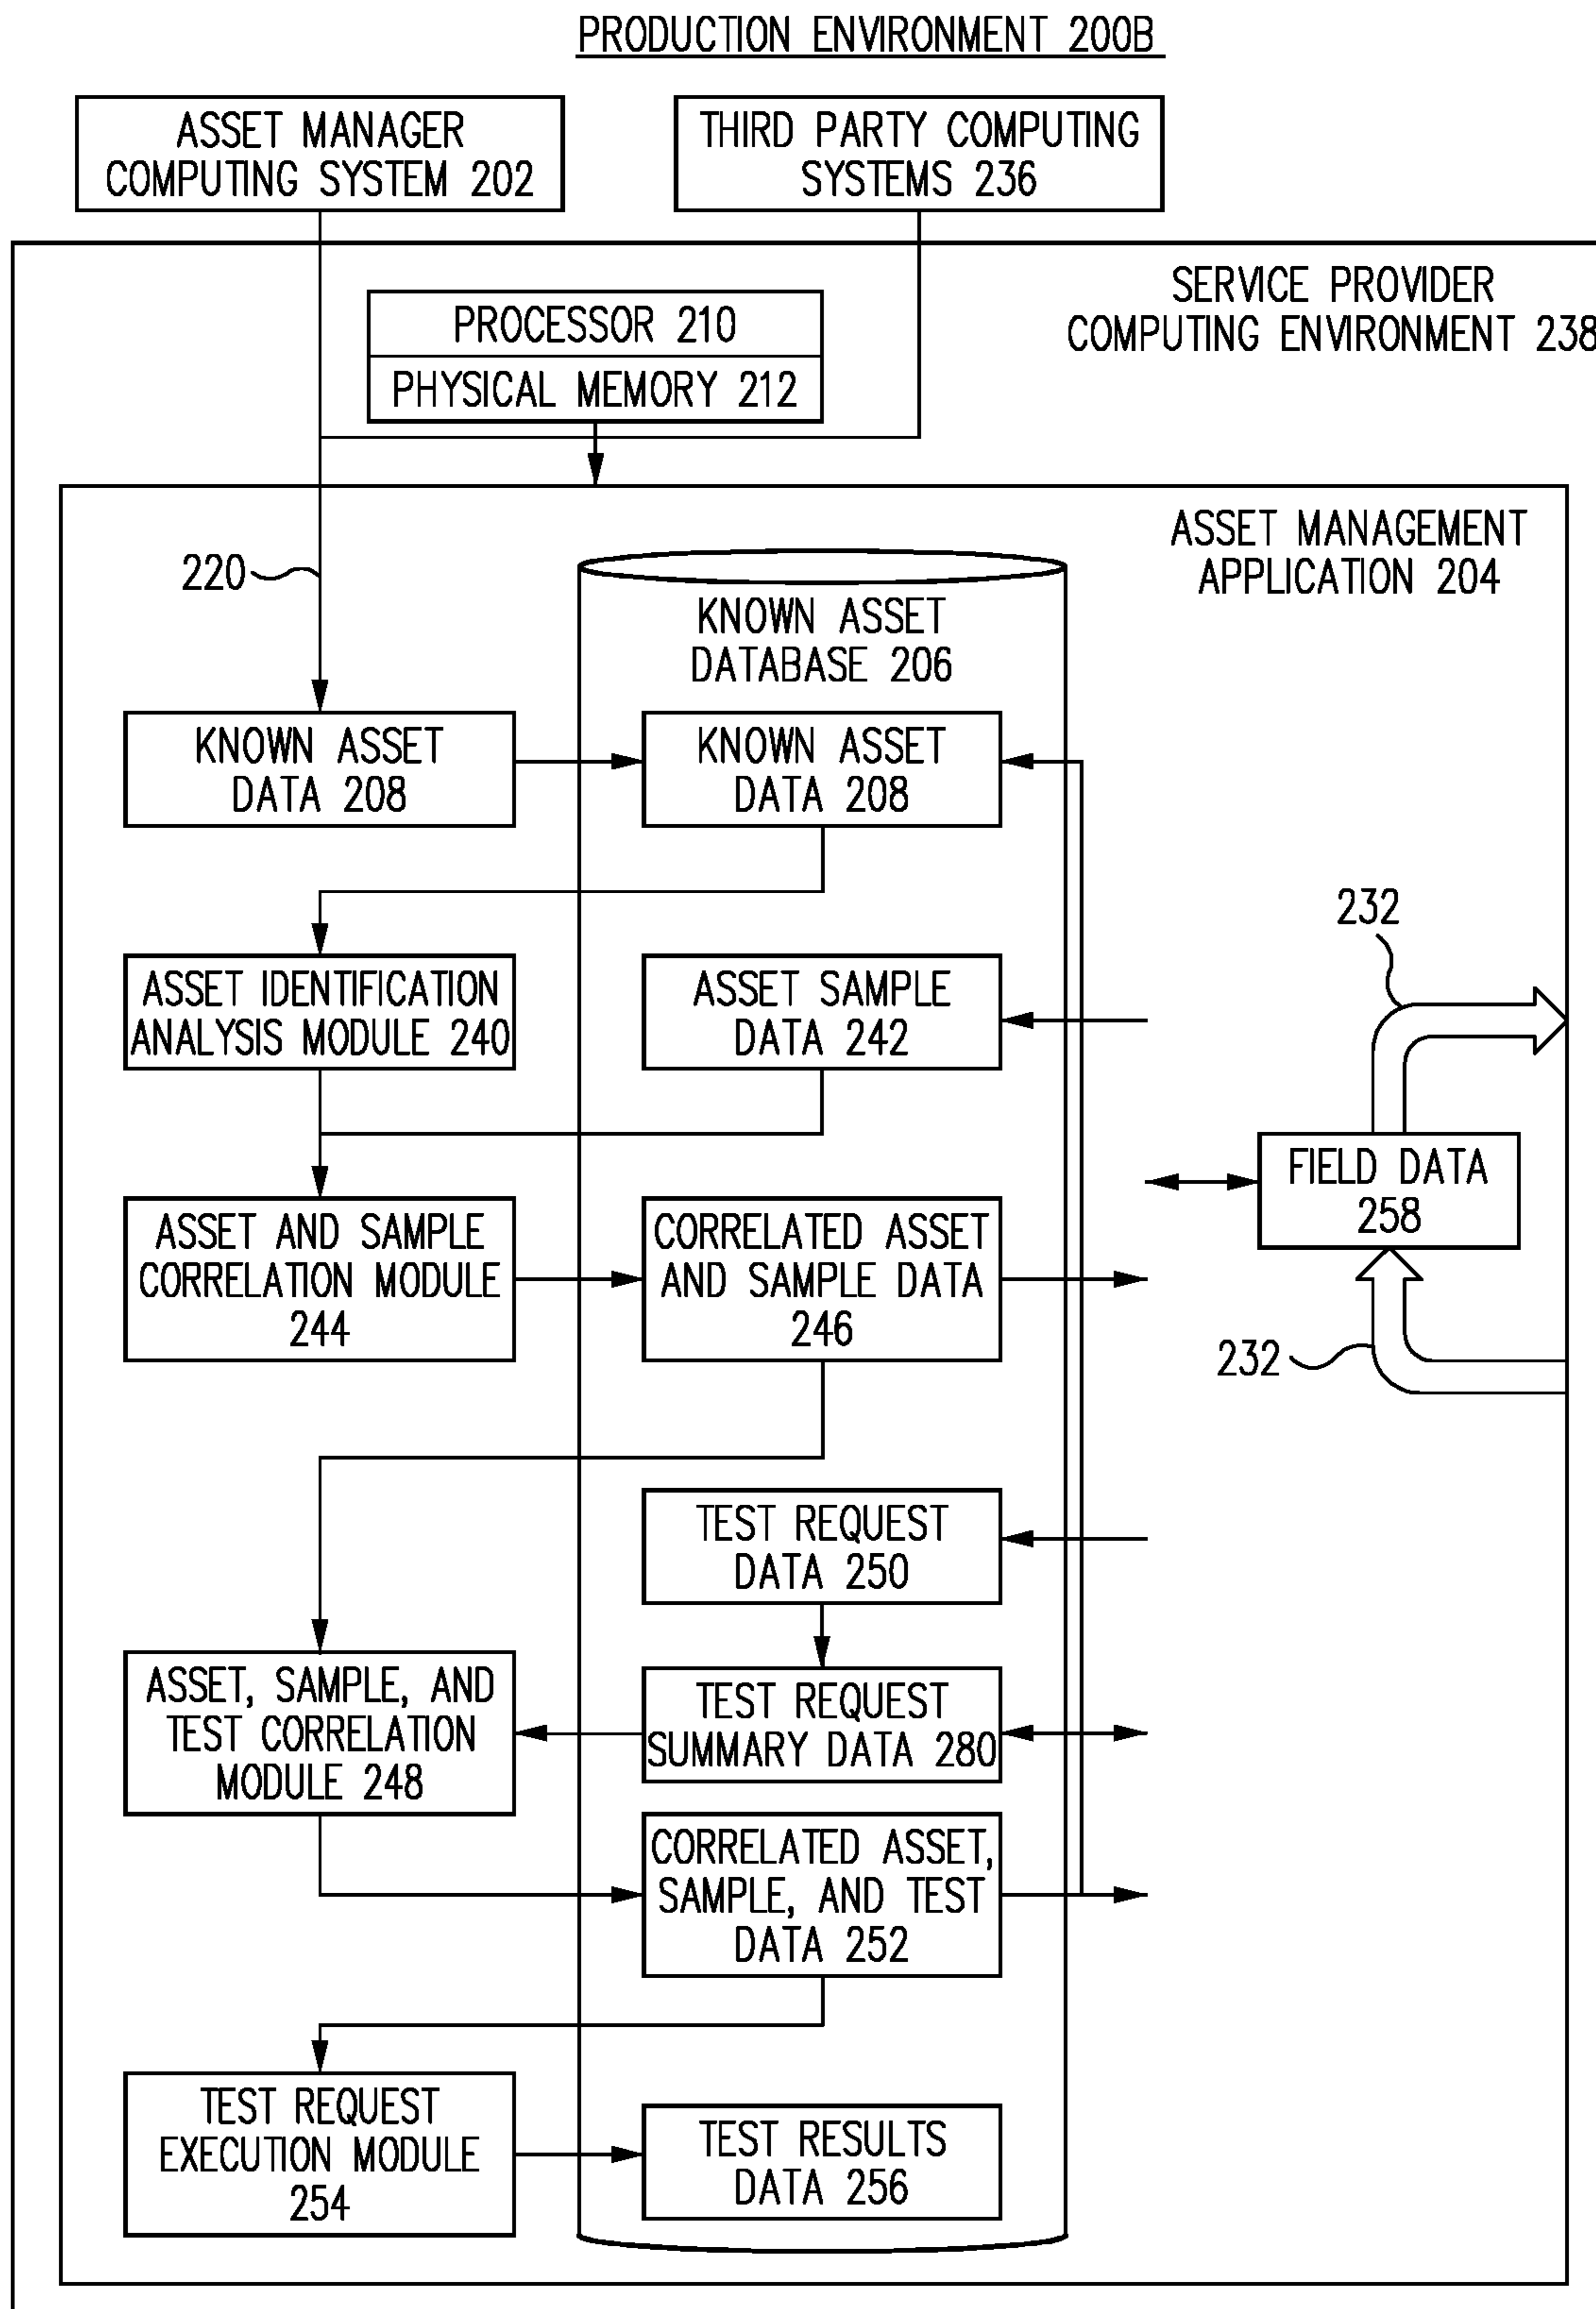 PRODUCTION ENVIRONMENT 200B
ASSET MANAGER
COMPUTING SYSTEM 202
THIRD PARTY COMPUTING
SYSTEMS 236
SERVICE PROVIDER
COMPUTING ENVIRONMENT 238
PROCESSOR 210
PHYSICAL MEMORY 212
ASSET MANAGEMENT
APPLICATION 204
220
KNOWN ASSET
DATABASE 206
KNOWN ASSET
DATA 208
KNOWN ASSET
DATA 208
232
ASSET IDENTIFICATION
ANALYSIS MODULE 240
ASSET SAMPLE
DATA 242
FIELD DATA
258
ASSET AND SAMPLE
CORRELATION MODULE
244
CORRELATED ASSET
AND SAMPLE DATA
246
232
TEST REQUEST
DATA 250
ASSET, SAMPLE, AND
TEST CORRELATION
MODULE 248
TEST REQUEST
SUMMARY DATA 280
CORRELATED ASSET,
SAMPLE, AND TEST
DATA 252
TEST REQUEST
EXECUTION MODULE
254
TEST RESULTS
DATA 256